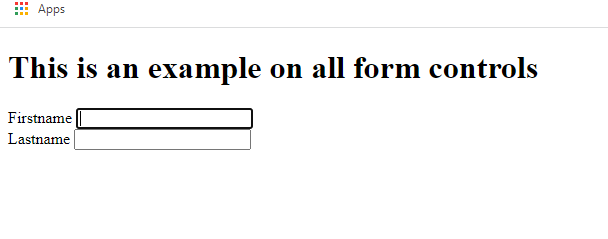 Apps
This is an example on all form controls
Firstname
Lastname